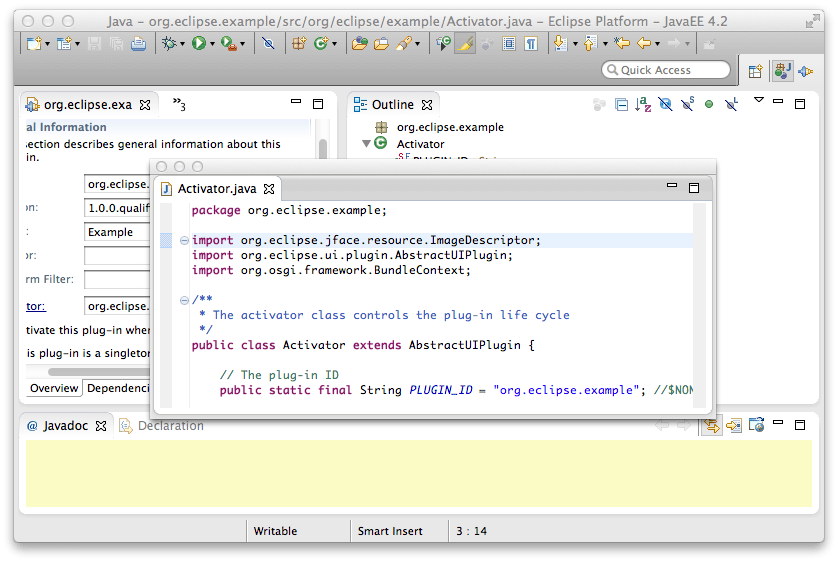 Java – org.eclipse.example/src/org/eclipse/example/Activator.java – Eclipse Platform – JavaEE 4.2
Quick Access
org.eclipse.exa
»3
al Information
section describes general information about this
in.
org.eclipse.
on:
1.0.0.qualif
:
Example
or:
rm Filter:
tor:
org.eclipse.
tivate this plug-in when
is plug-in is a singleton
Overview
Dependenci
Outline
org.eclipse.example
Activator
PLUGIN_ID : String
Activator.java
package org.eclipse.example;
import org.eclipse.jface.resource.ImageDescriptor;
import org.eclipse.ui.plugin.AbstractUIPlugin;
import org.osgi.framework.BundleContext;
/**
* The activator class controls the plug-in life cycle
*/
public class Activator extends AbstractUIPlugin {
// The plug-in ID
public static final String PLUGIN_ID = "org.eclipse.example"; //$NON
@ Javadoc
Declaration
Writable
Smart Insert
3 : 14